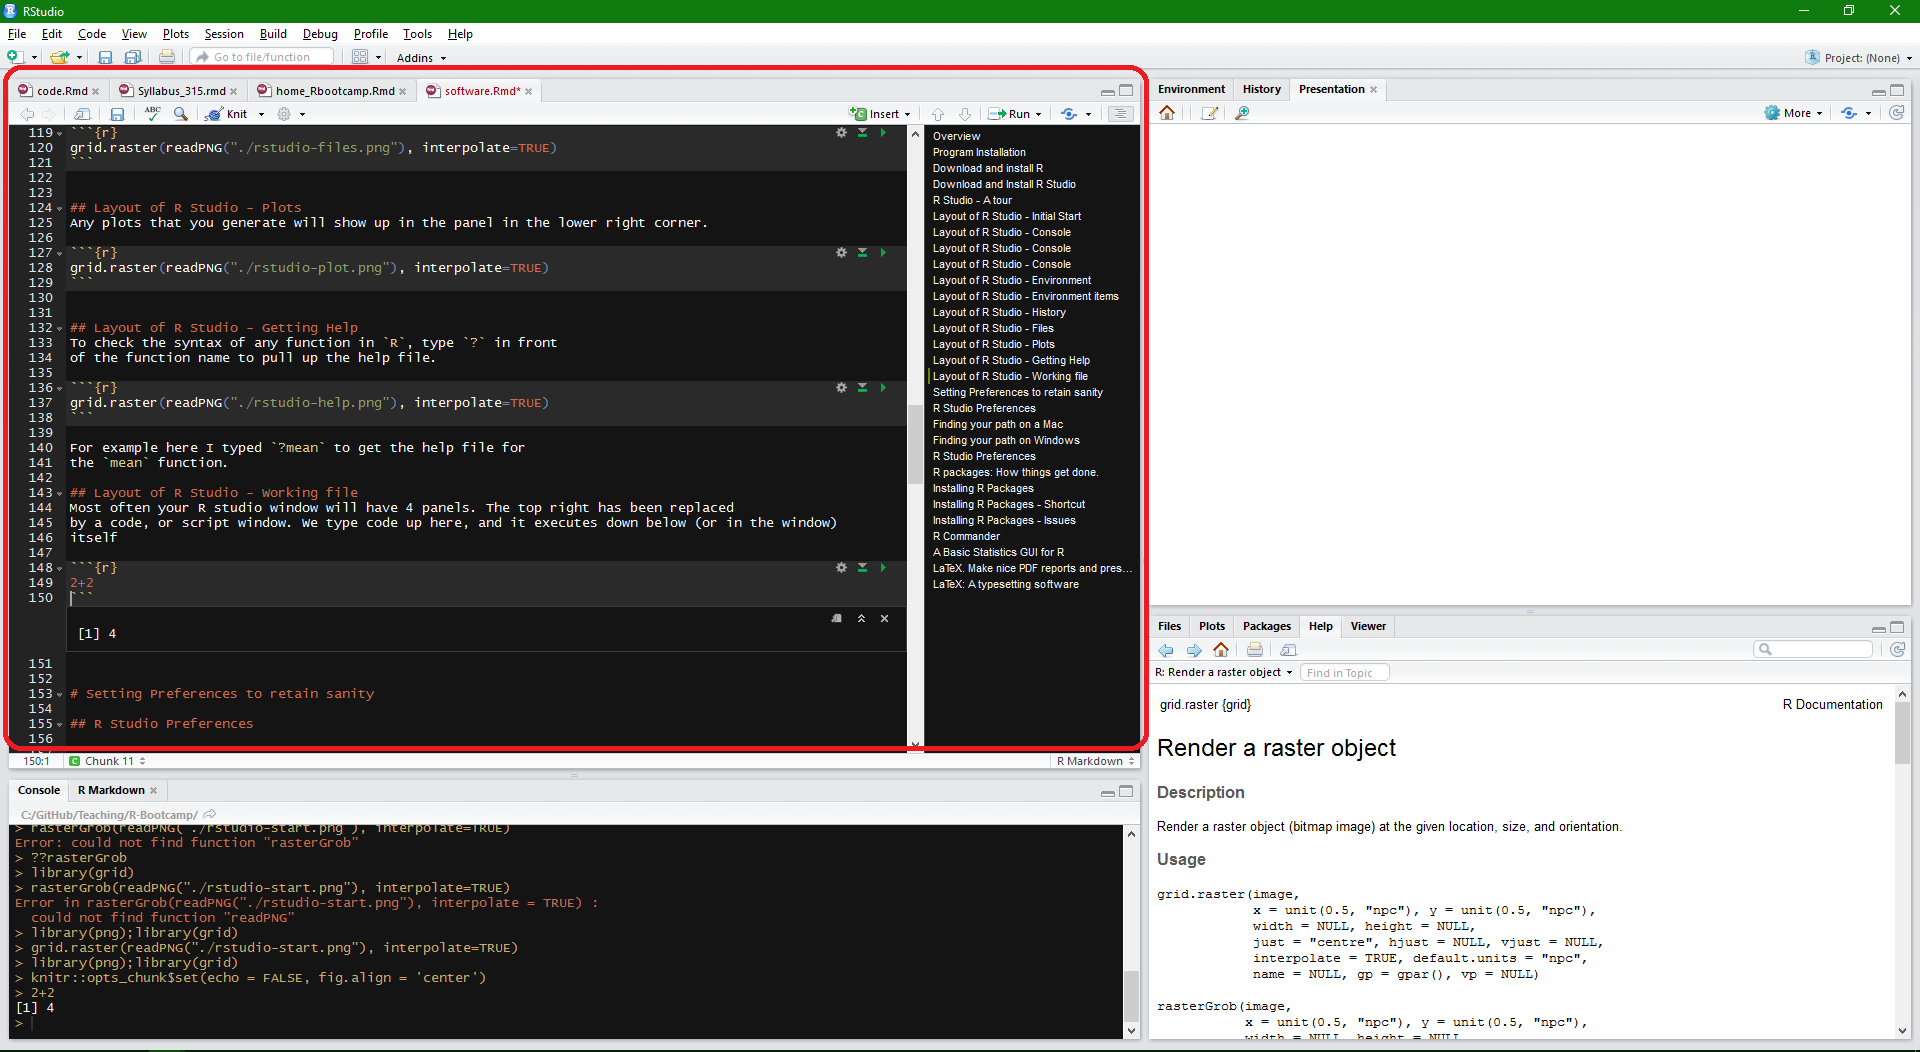 RStudio
File Edit Code View Plots Session Build Debug Profile Tools Help
Go to file/function Addins Project: (None)
code.Rmd Syllabus_315.rmd home_Rbootcamp.Rmd software.Rmd*
ABC Knit Insert Run
119 ```{r}
120 grid.raster(readPNG("./rstudio-files.png"), interpolate=TRUE)
121 ```
122
123
124 ## Layout of R Studio - Plots
125 Any plots that you generate will show up in the panel in the lower right corner.
126
127 ```{r}
128 grid.raster(readPNG("./rstudio-plot.png"), interpolate=TRUE)
129 ```
130
131
132 ## Layout of R Studio - Getting Help
133 To check the syntax of any function in `R`, type `?` in front
134 of the function name to pull up the help file.
135
136 ```{r}
137 grid.raster(readPNG("./rstudio-help.png"), interpolate=TRUE)
138 ```
139
140 For example here I typed `?mean` to get the help file for
141 the `mean` function.
142
143 ## Layout of R Studio - Working file
144 Most often your R studio window will have 4 panels. The top right has been replaced
145 by a code, or script window. We type code up here, and it executes down below (or in the window)
146 itself
147
148 ```{r}
149 2+2
150 ```
[1] 4
151
152
153 # Setting Preferences to retain sanity
154
155 ## R Studio Preferences
156
150:1 Chunk 11 R Markdown
Overview
Program Installation
Download and install R
Download and Install R Studio
R Studio - A tour
Layout of R Studio - Initial Start
Layout of R Studio - Console
Layout of R Studio - Console
Layout of R Studio - Console
Layout of R Studio - Environment
Layout of R Studio - Environment items
Layout of R Studio - History
Layout of R Studio - Files
Layout of R Studio - Plots
Layout of R Studio - Getting Help
Layout of R Studio - Working file
Setting Preferences to retain sanity
R Studio Preferences
Finding your path on a Mac
Finding your path on Windows
R Studio Preferences
R packages: How things get done.
Installing R Packages
Installing R Packages - Shortcut
Installing R Packages - Issues
R Commander
A Basic Statistics GUI for R
LaTeX. Make nice PDF reports and pres...
LaTeX: A typesetting software
Console R Markdown
C:/GitHub/Teaching/R-Bootcamp/
> rasterGrob(readPNG("./rstudio-start.png"), interpolate=TRUE)
Error: could not find function "rasterGrob"
> ??rasterGrob
> library(grid)
> rasterGrob(readPNG("./rstudio-start.png"), interpolate=TRUE)
Error in rasterGrob(readPNG("./rstudio-start.png"), interpolate = TRUE) :
could not find function "readPNG"
> library(png);library(grid)
> grid.raster(readPNG("./rstudio-start.png"), interpolate=TRUE)
> library(png);library(grid)
> knitr::opts_chunk$set(echo = FALSE, fig.align = 'center')
> 2+2
[1] 4
>
Environment History Presentation
More
Files Plots Packages Help Viewer
R: Render a raster object Find in Topic
grid.raster {grid} R Documentation
Render a raster object
Description
Render a raster object (bitmap image) at the given location, size, and orientation.
Usage
grid.raster(image,
x = unit(0.5, "npc"), y = unit(0.5, "npc"),
width = NULL, height = NULL,
just = "centre", hjust = NULL, vjust = NULL,
interpolate = TRUE, default.units = "npc",
name = NULL, gp = gpar(), vp = NULL)
rasterGrob(image,
x = unit(0.5, "npc"), y = unit(0.5, "npc"),
width = NULL, height = NULL,